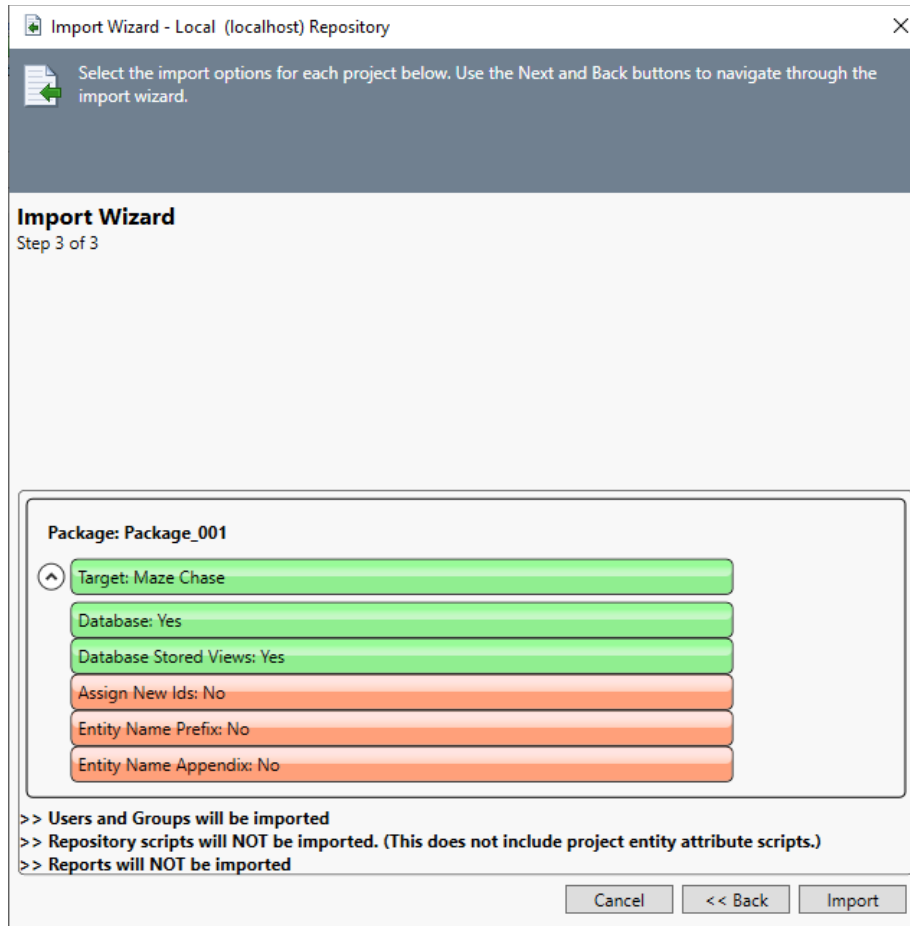 Import Wizard - Local  (localhost) Repository
Select the import options for each project below. Use the Next and Back buttons to navigate through the
import wizard.
Import Wizard
Step 3 of 3
Package: Package_001
Target: Maze Chase
Database: Yes
Database Stored Views: Yes
Assign New Ids: No
Entity Name Prefix: No
Entity Name Appendix: No
>> Users and Groups will be imported
>> Repository scripts will NOT be imported. (This does not include project entity attribute scripts.)
>> Reports will NOT be imported
Cancel
<< Back
Import